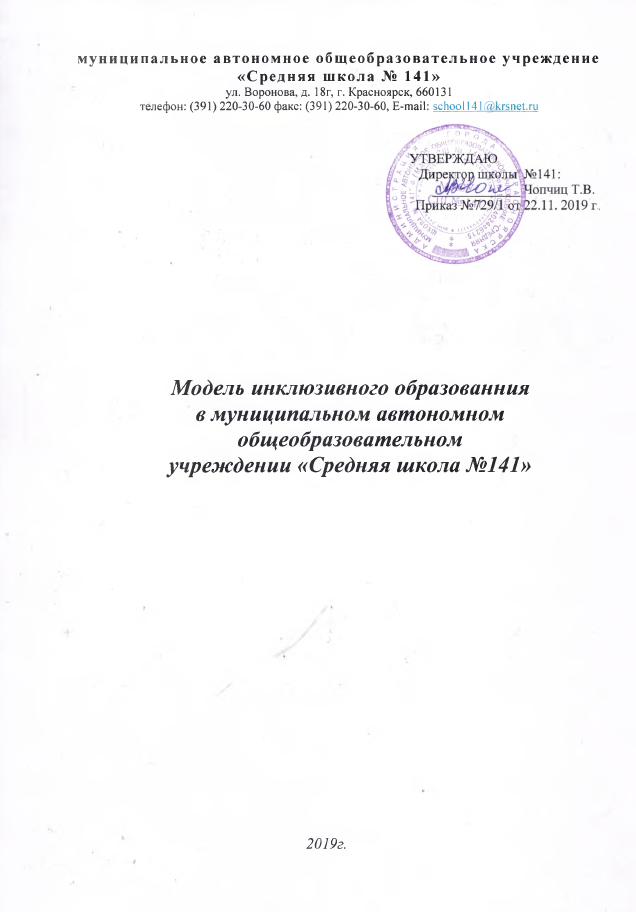 муниципальное автономное общеобразовательное учреждение
«Средняя школа № 141»
ул. Воронова, д. 18г, г. Красноярск, 660131
телефон: (391) 220-30-60 факс: (391) 220-30-60, E-mail: school141@krsnet.ru
УТВЕРЖДАЮ
Директор школы №141:
Чопчиц Т.В.
Приказ №729/1 от 22.11. 2019 г.
Модель инклюзивного образованния
в муниципальном автономном
общеобразовательном
учреждении «Средняя школа №141»
2019г.